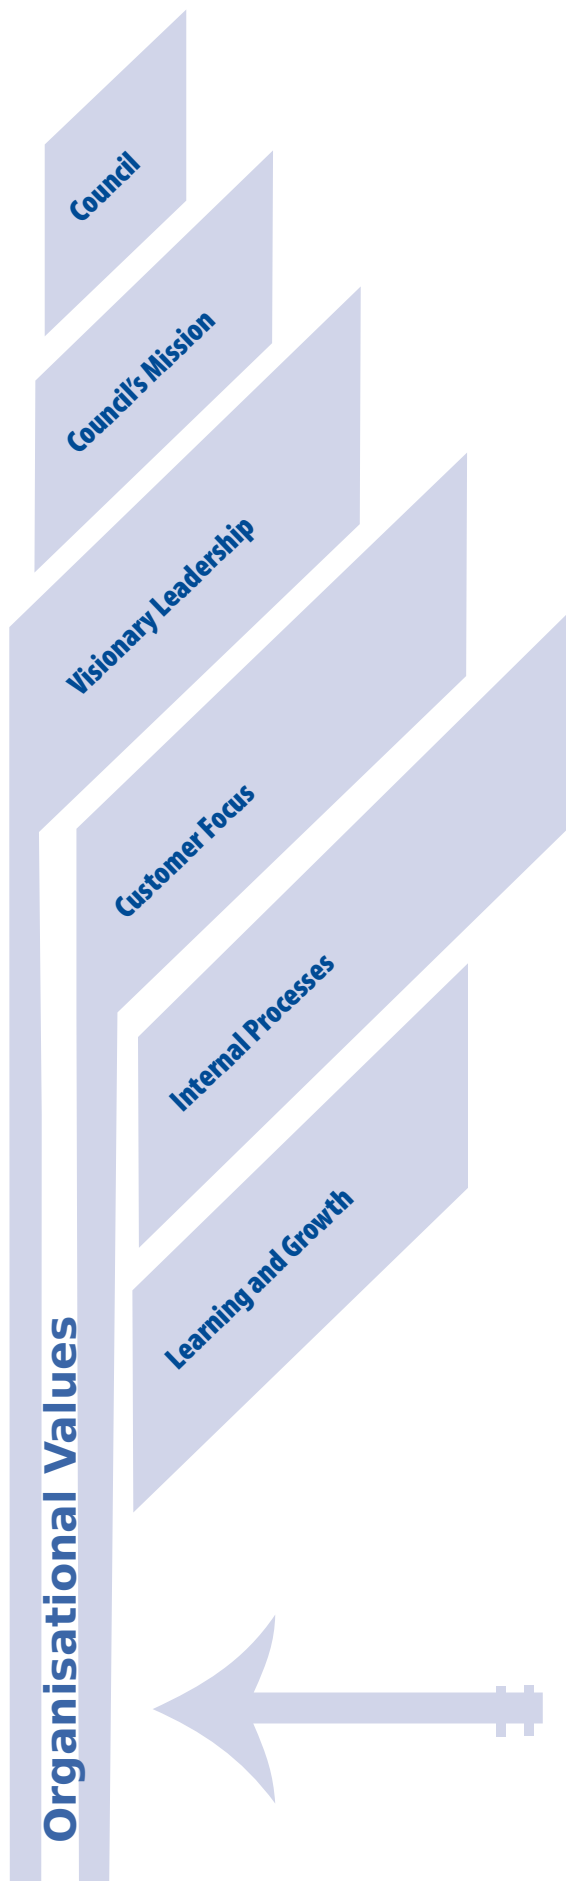 Council
Council’s Mission
Visionary Leadership
Customer Focus
Internal Processes
Learning and Growth
Organisational Values